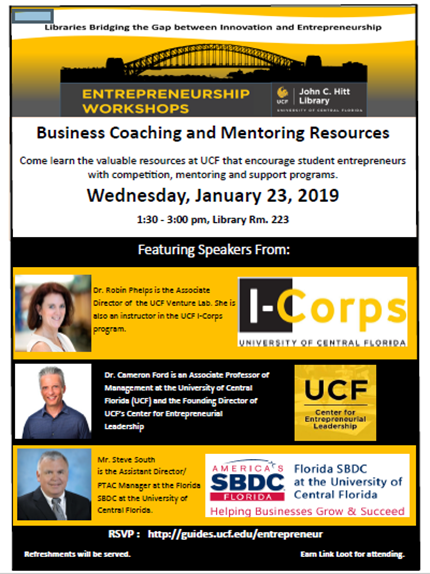 Libraries Bridging the Gap between Innovation and Entrepreneurship
ENTREPRENEURSHIP
WORKSHOPS
UCF
John C. Hitt
Library
UNIVERSITY OF CENTRAL FLORIDA
Business Coaching and Mentoring Resources
Come learn the valuable resources at UCF that encourage student entrepreneurs
with competition, mentoring and support programs.
Wednesday, January 23, 2019
1:30 - 3:00 pm, Library Rm. 223
Featuring Speakers From:
Dr. Robin Phelps is the Associate
Director of the UCF Venture Lab. She is
also an instructor in the UCF I-Corps
program.
I-Corps
UNIVERSITY OF CENTRAL FLORIDA
Dr. Cameron Ford is an Associate Professor of
Management at the University of Central
Florida (UCF) and the Founding Director of
UCF's Center for Entrepreneurial
Leadership
UCF
Center for
Entrepreneurial
Leadership
Mr. Steve South
is the Assistant Director/
PTAC Manager at the Florida
SBDC at the University of
Central Florida.
AMERICA'S
SBDC
FLORIDA
Florida SBDC
at the University of
Central Florida
Helping Businesses Grow & Succeed
RSVP : http://guides.ucf.edu/entrepreneur
Refreshments will be served.
Earn Link Loot for attending.